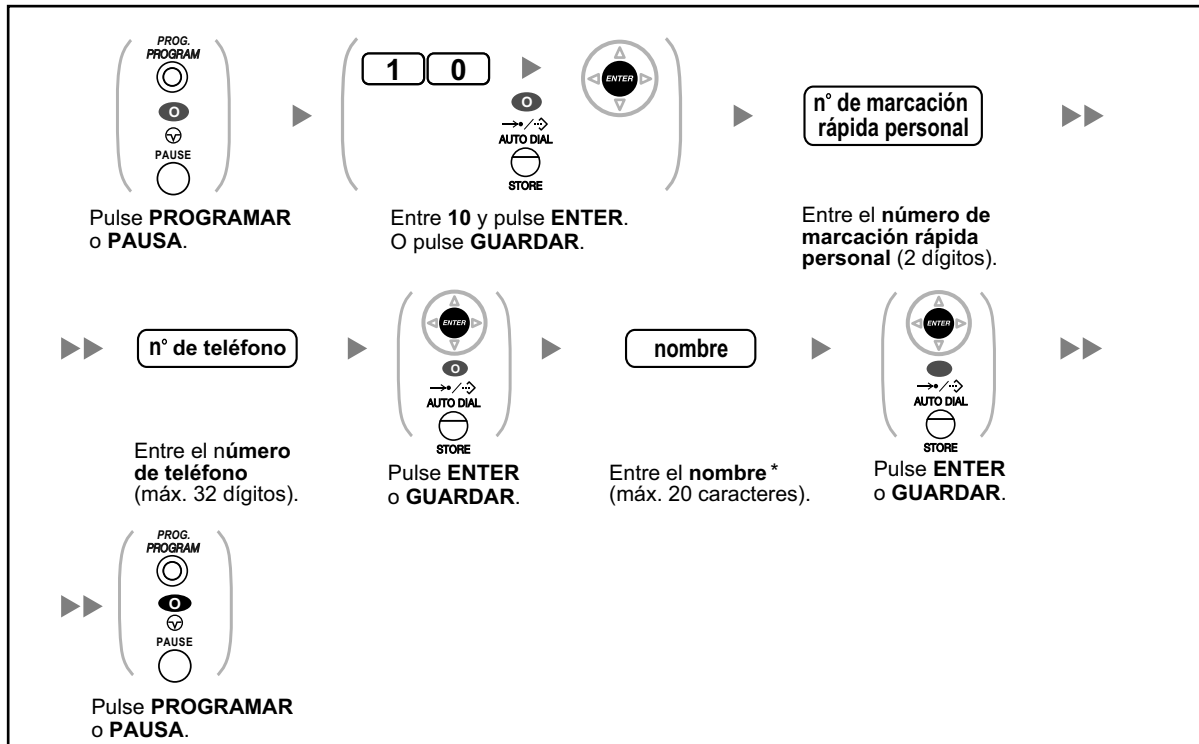 PROG.
PROGRAM
O
PAUSE
Pulse PROGRAMAR
o PAUSA.
1 0
ENTER
O
AUTO DIAL
STORE
Entre 10 y pulse ENTER.
O pulse GUARDAR.
n° de marcación
rápida personal
Entre el número de
marcación rápida
personal (2 dígitos).
n° de teléfono
Entre el número
de teléfono
(máx. 32 dígitos).
ENTER
O
AUTO DIAL
STORE
Pulse ENTER
o GUARDAR.
nombre
Entre el nombre *
(máx. 20 caracteres).
ENTER
AUTO DIAL
STORE
Pulse ENTER
o GUARDAR.
PROG.
PROGRAM
O
PAUSE
Pulse PROGRAMAR
o PAUSA.